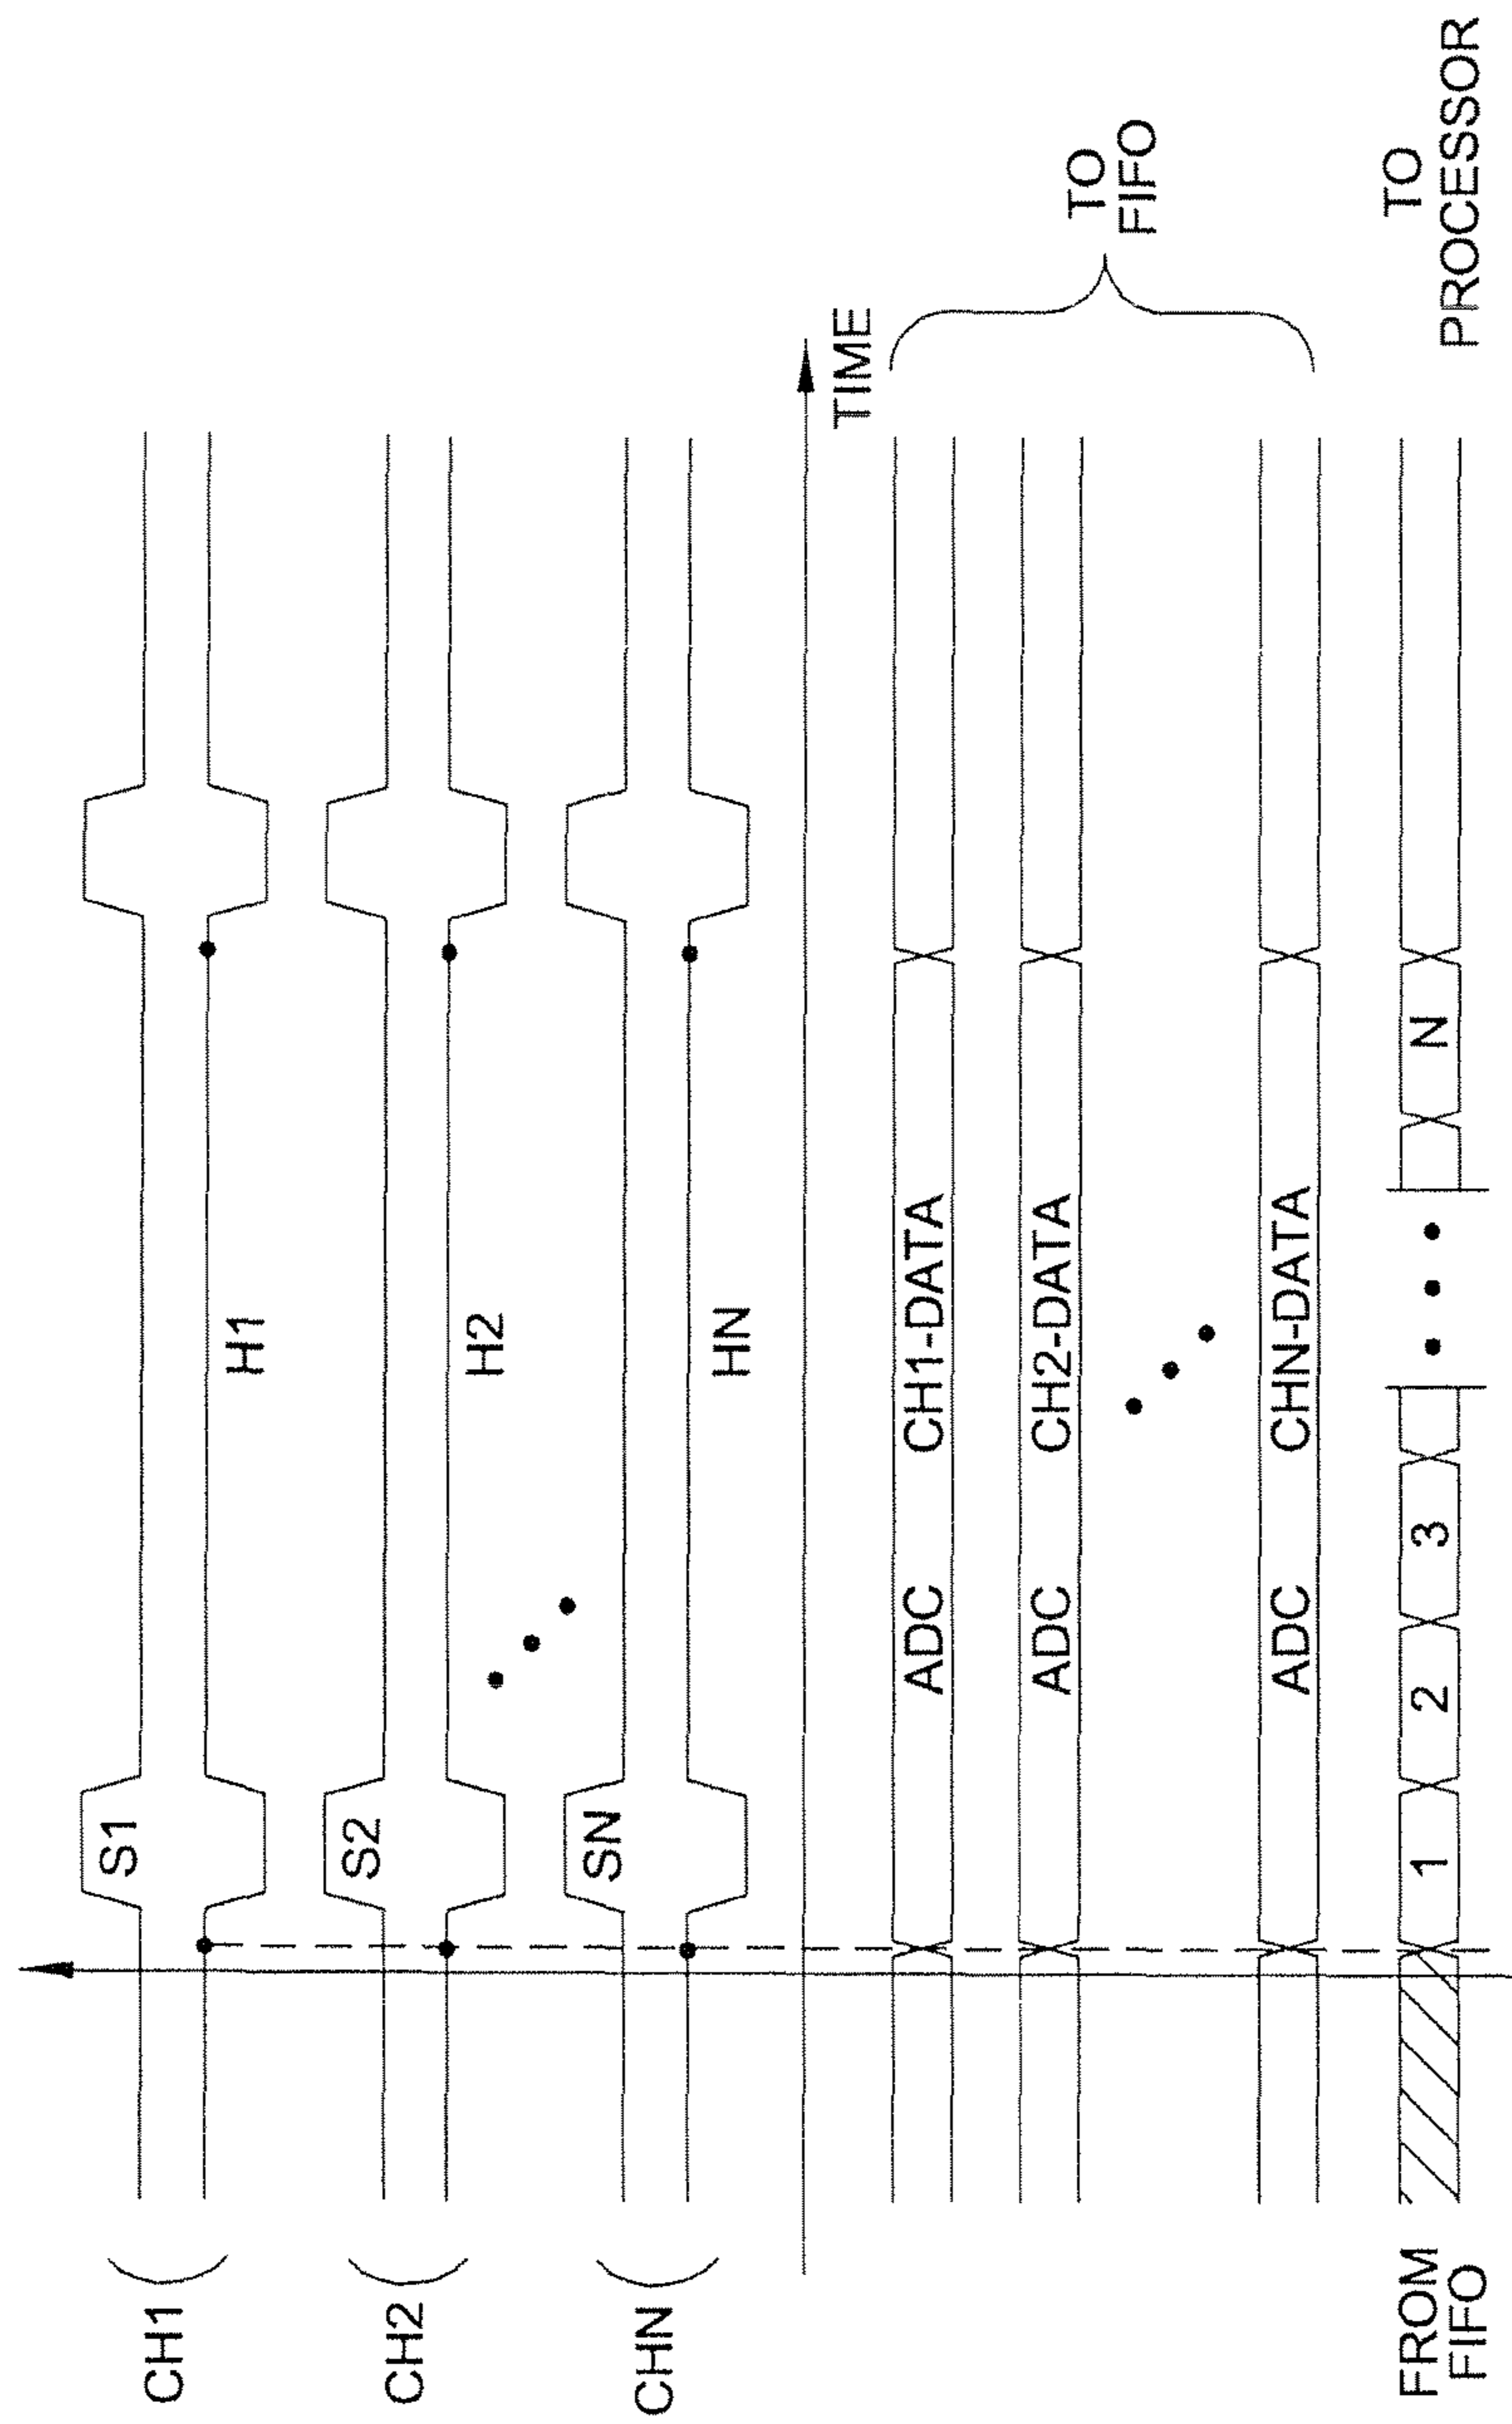 CH1
S1
H1
CH2
S2
H2
CHN
SN
HN
TIME
ADC CH1-DATA
ADC CH2-DATA
TO
FIFO
ADC CHN-DATA
FROM
FIFO
1 2 3 N
TO
PROCESSOR